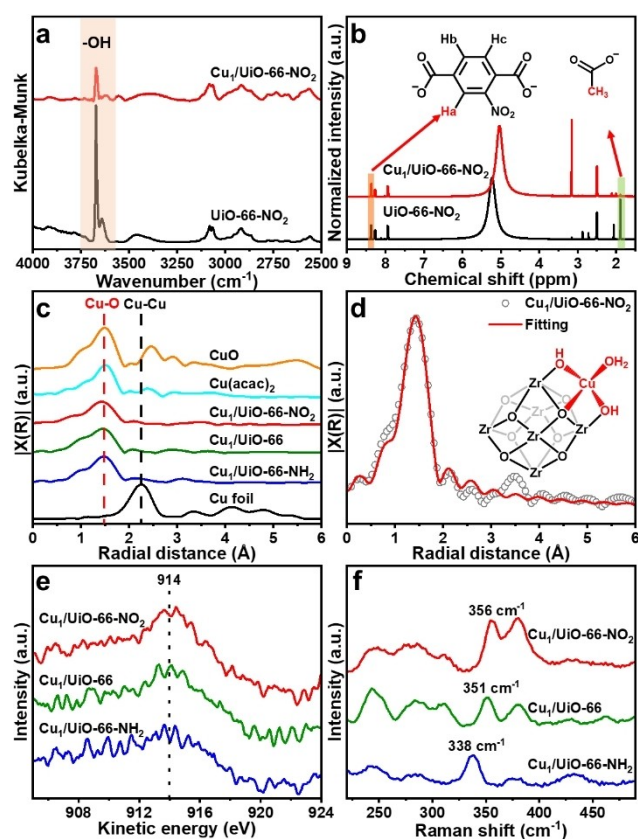 a
-OH
Cu₁/UiO-66-NO₂
UiO-66-NO₂
Kubelka-Munk
4000 3750 3500 3250 3000 2750 2500
Wavenumber (cm⁻¹)
b
Hb Hc
O O
O⁻ O⁻
Ha NO₂
O
O⁻
CH₃
Cu₁/UiO-66-NO₂
UiO-66-NO₂
Normalized intensity (a.u.)
9 8 7 6 5 4 3 2
Chemical shift (ppm)
c
Cu-O Cu-Cu
CuO
Cu(acac)₂
Cu₁/UiO-66-NO₂
Cu₁/UiO-66
Cu₁/UiO-66-NH₂
Cu foil
|X(R)| (a.u.)
0 1 2 3 4 5 6
Radial distance (Å)
d
Cu₁/UiO-66-NO₂
Fitting
H
O OH₂
Zr Cu
O OH
Zr O Zr O Zr
Zr
O O
Zr
|X(R)| (a.u.)
0 1 2 3 4 5 6
Radial distance (Å)
e
914
Cu₁/UiO-66-NO₂
Cu₁/UiO-66
Cu₁/UiO-66-NH₂
Intensity (a.u.)
908 912 916 920 924
Kinetic energy (eV)
f
356 cm⁻¹
Cu₁/UiO-66-NO₂
351 cm⁻¹
Cu₁/UiO-66
338 cm⁻¹
Cu₁/UiO-66-NH₂
Intensity (a.u.)
250 300 350 400 450
Raman shift (cm⁻¹)